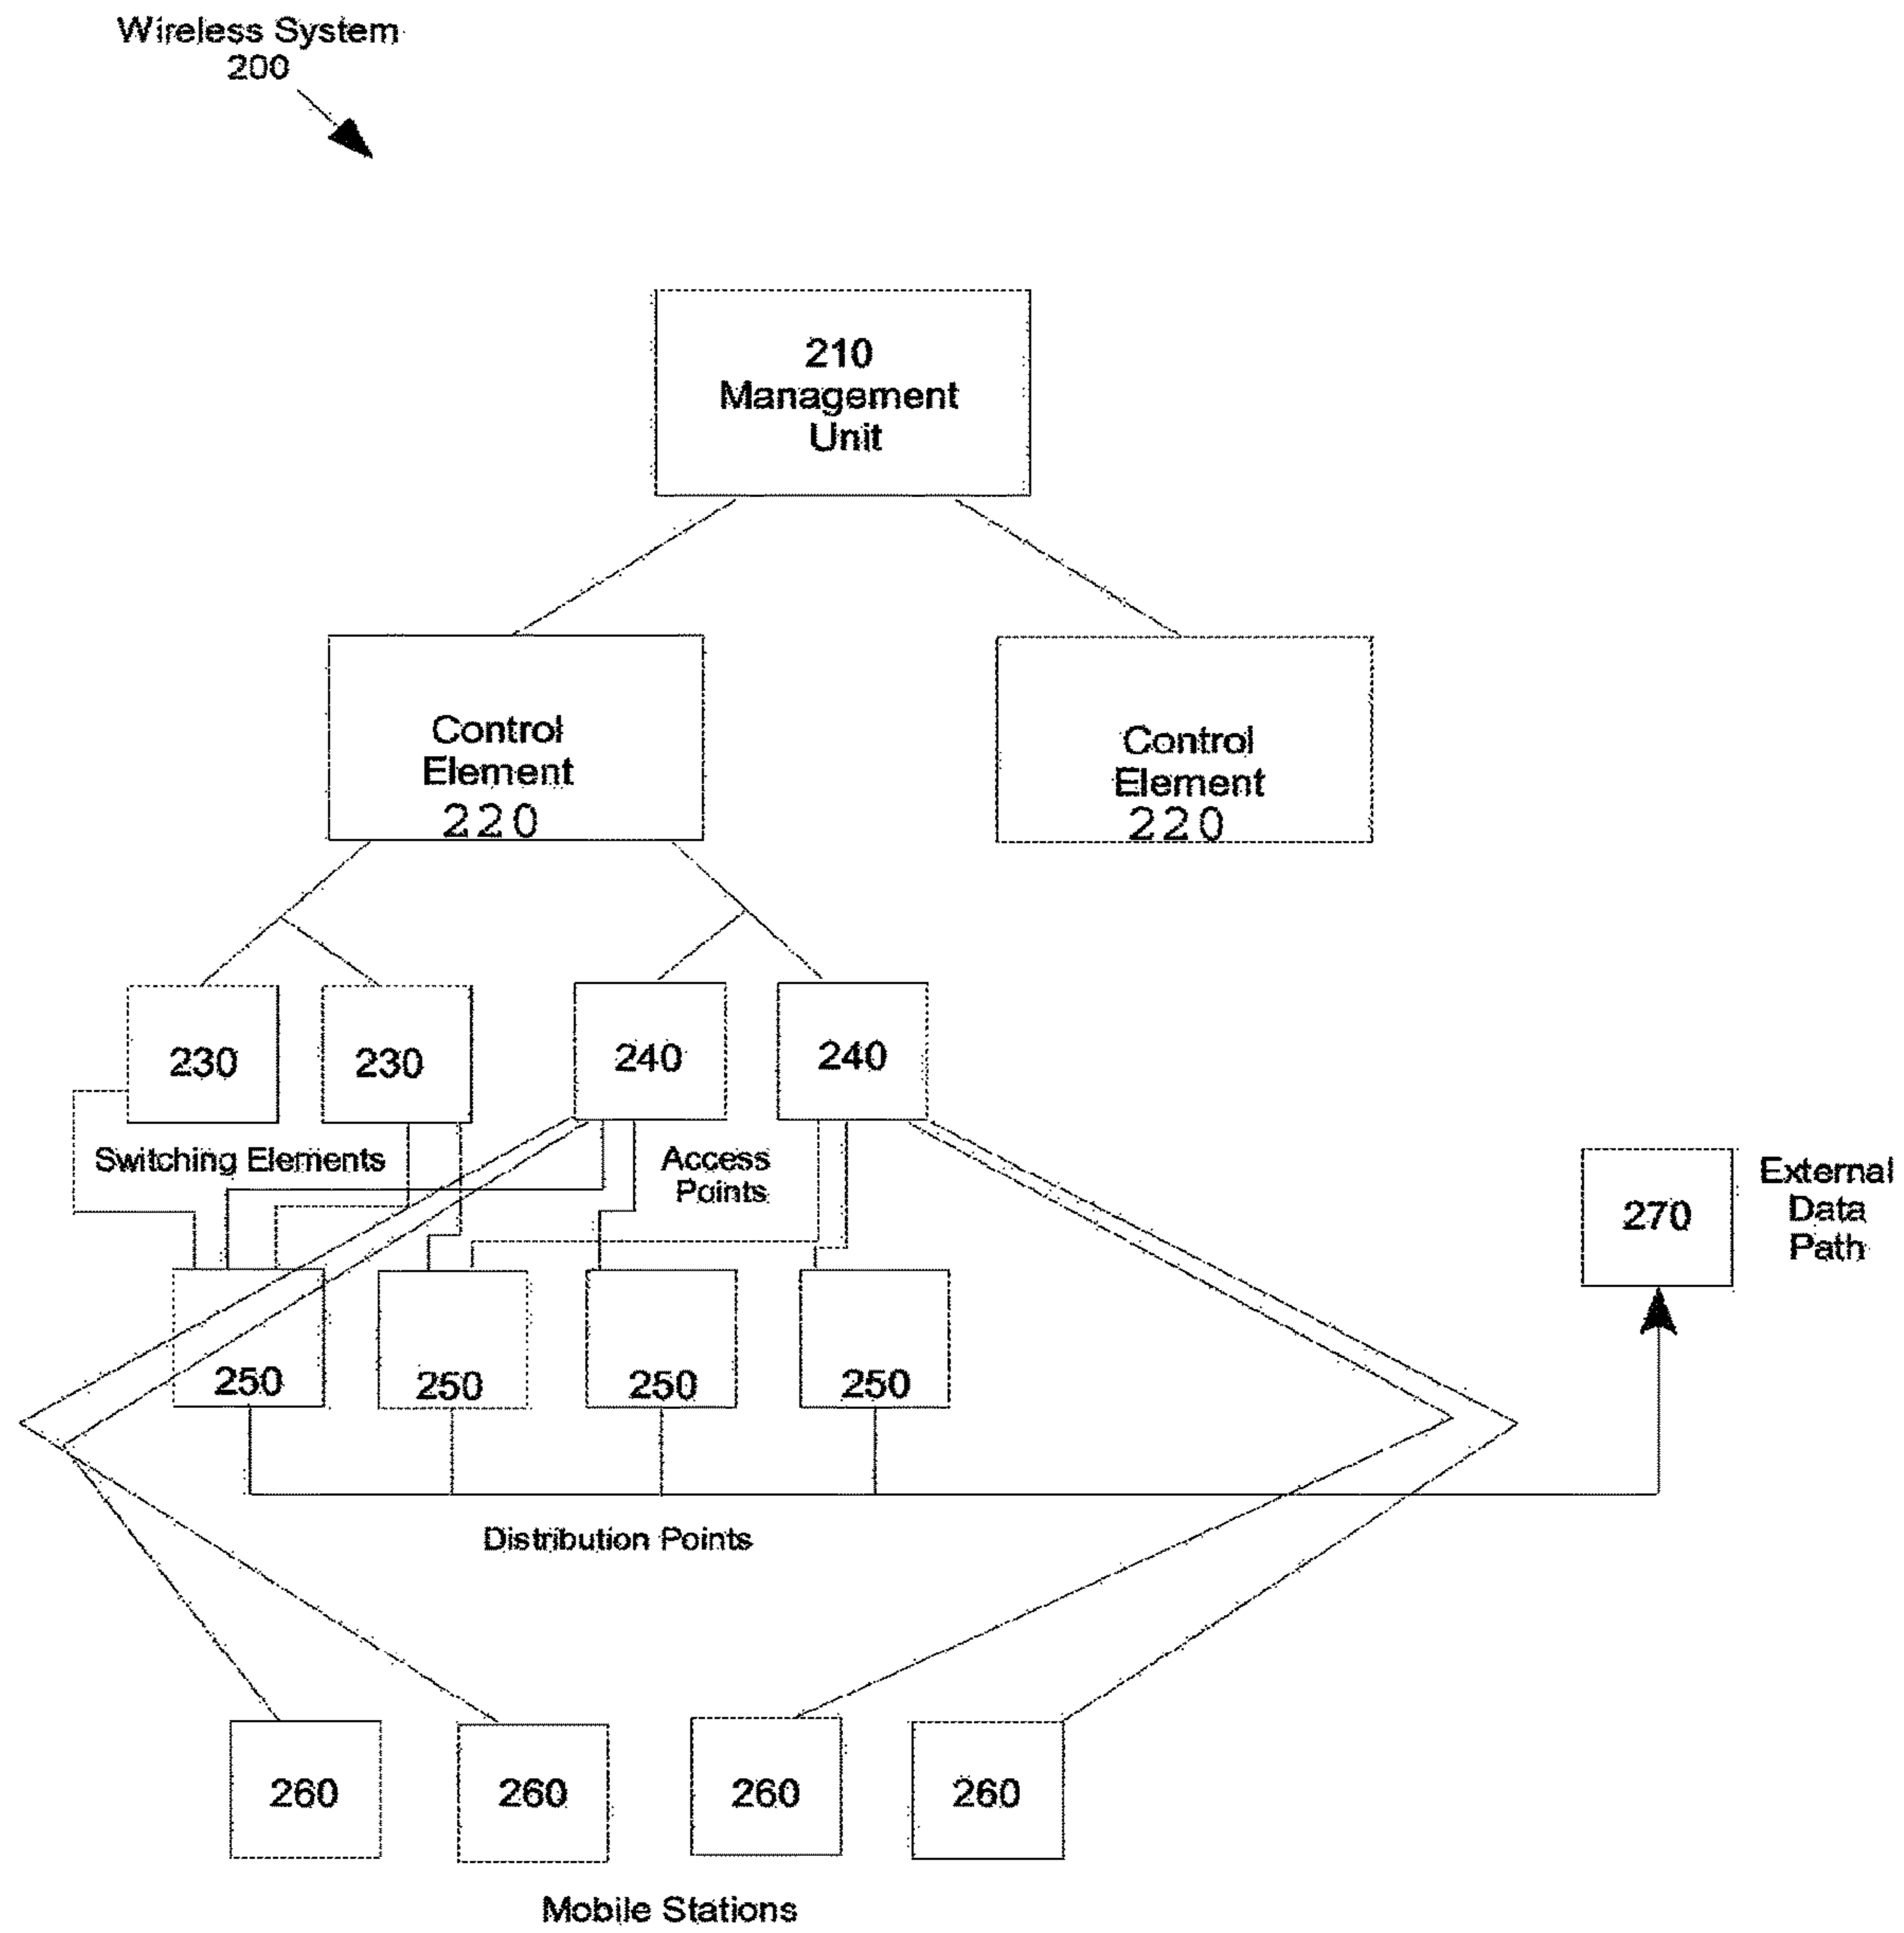 Wireless System
200
210
Management
Unit
Control
Element
220
Control
Element
220
230
230
240
240
Switching Elements
Access
Points
270
External
Data
Path
250
250
250
250
Distribution Points
260
260
260
260
Mobile Stations